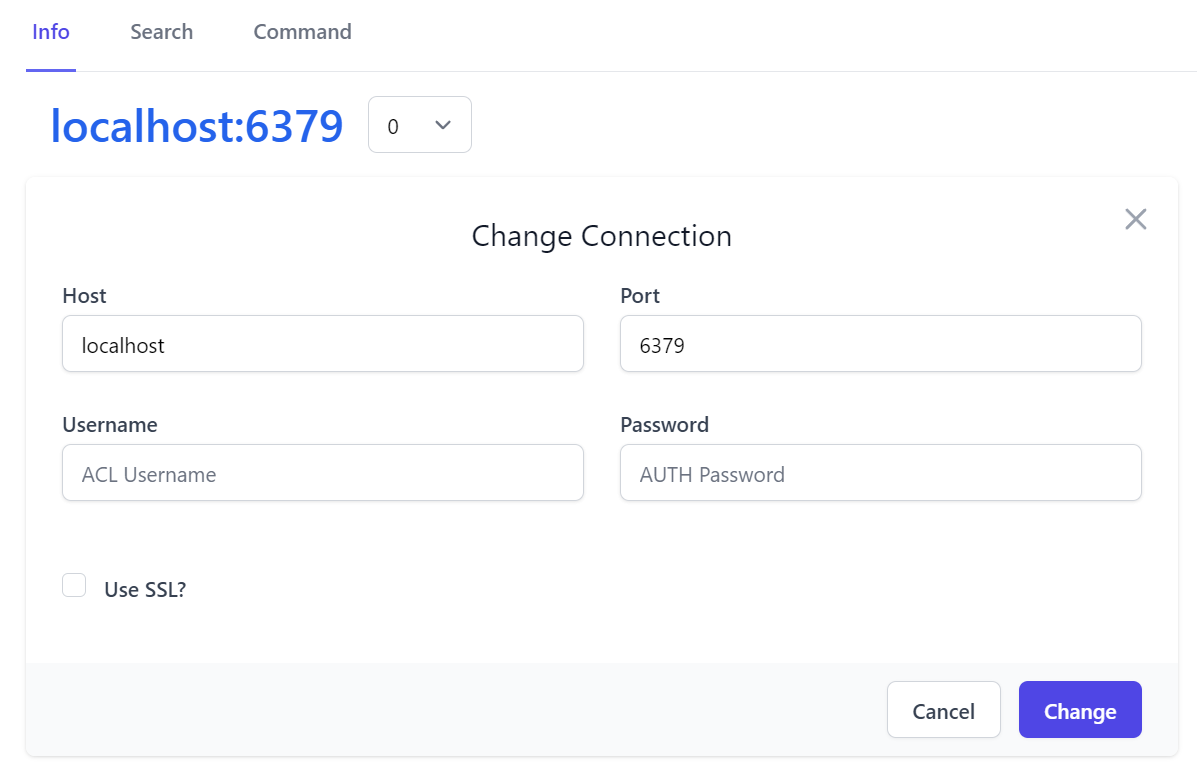 Info Search Command
localhost:6379 0
Change Connection
Host Port
localhost 6379
Username Password
ACL Username AUTH Password
Use SSL?
Cancel Change